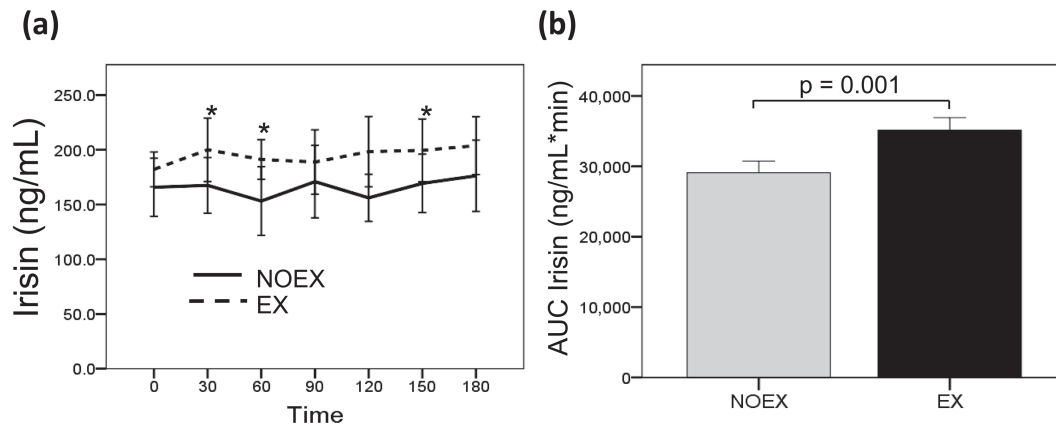 (a)
Irisin (ng/mL)
250.0
200.0
150.0
100.0
50.0
0.0
* * *
NOEX
EX
0 30 60 90 120 150 180
Time
(b)
AUC Irisin (ng/mL*min)
40,000
30,000
20,000
10,000
0
p = 0.001
NOEX EX